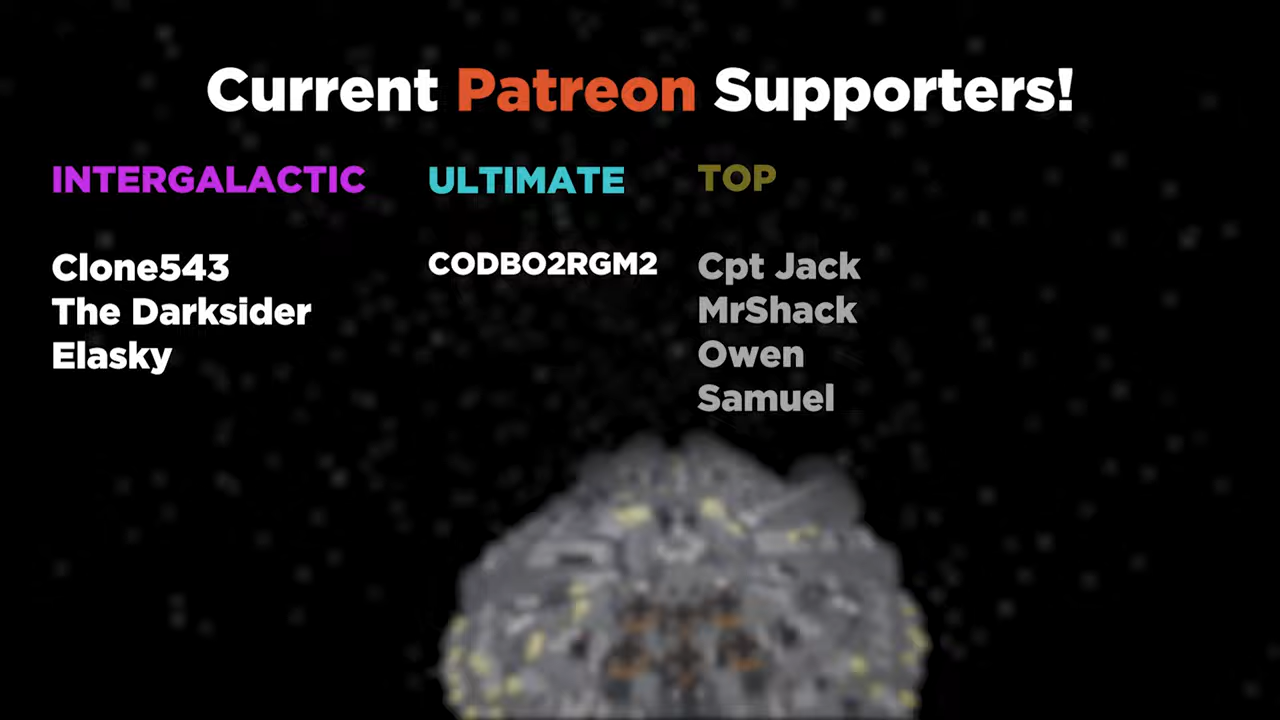 Current Patreon Supporters!
INTERGALACTIC
Clone543
The Darksider
Elasky
ULTIMATE
CODBO2RGM2
TOP
Cpt Jack
MrShack
Owen
Samuel